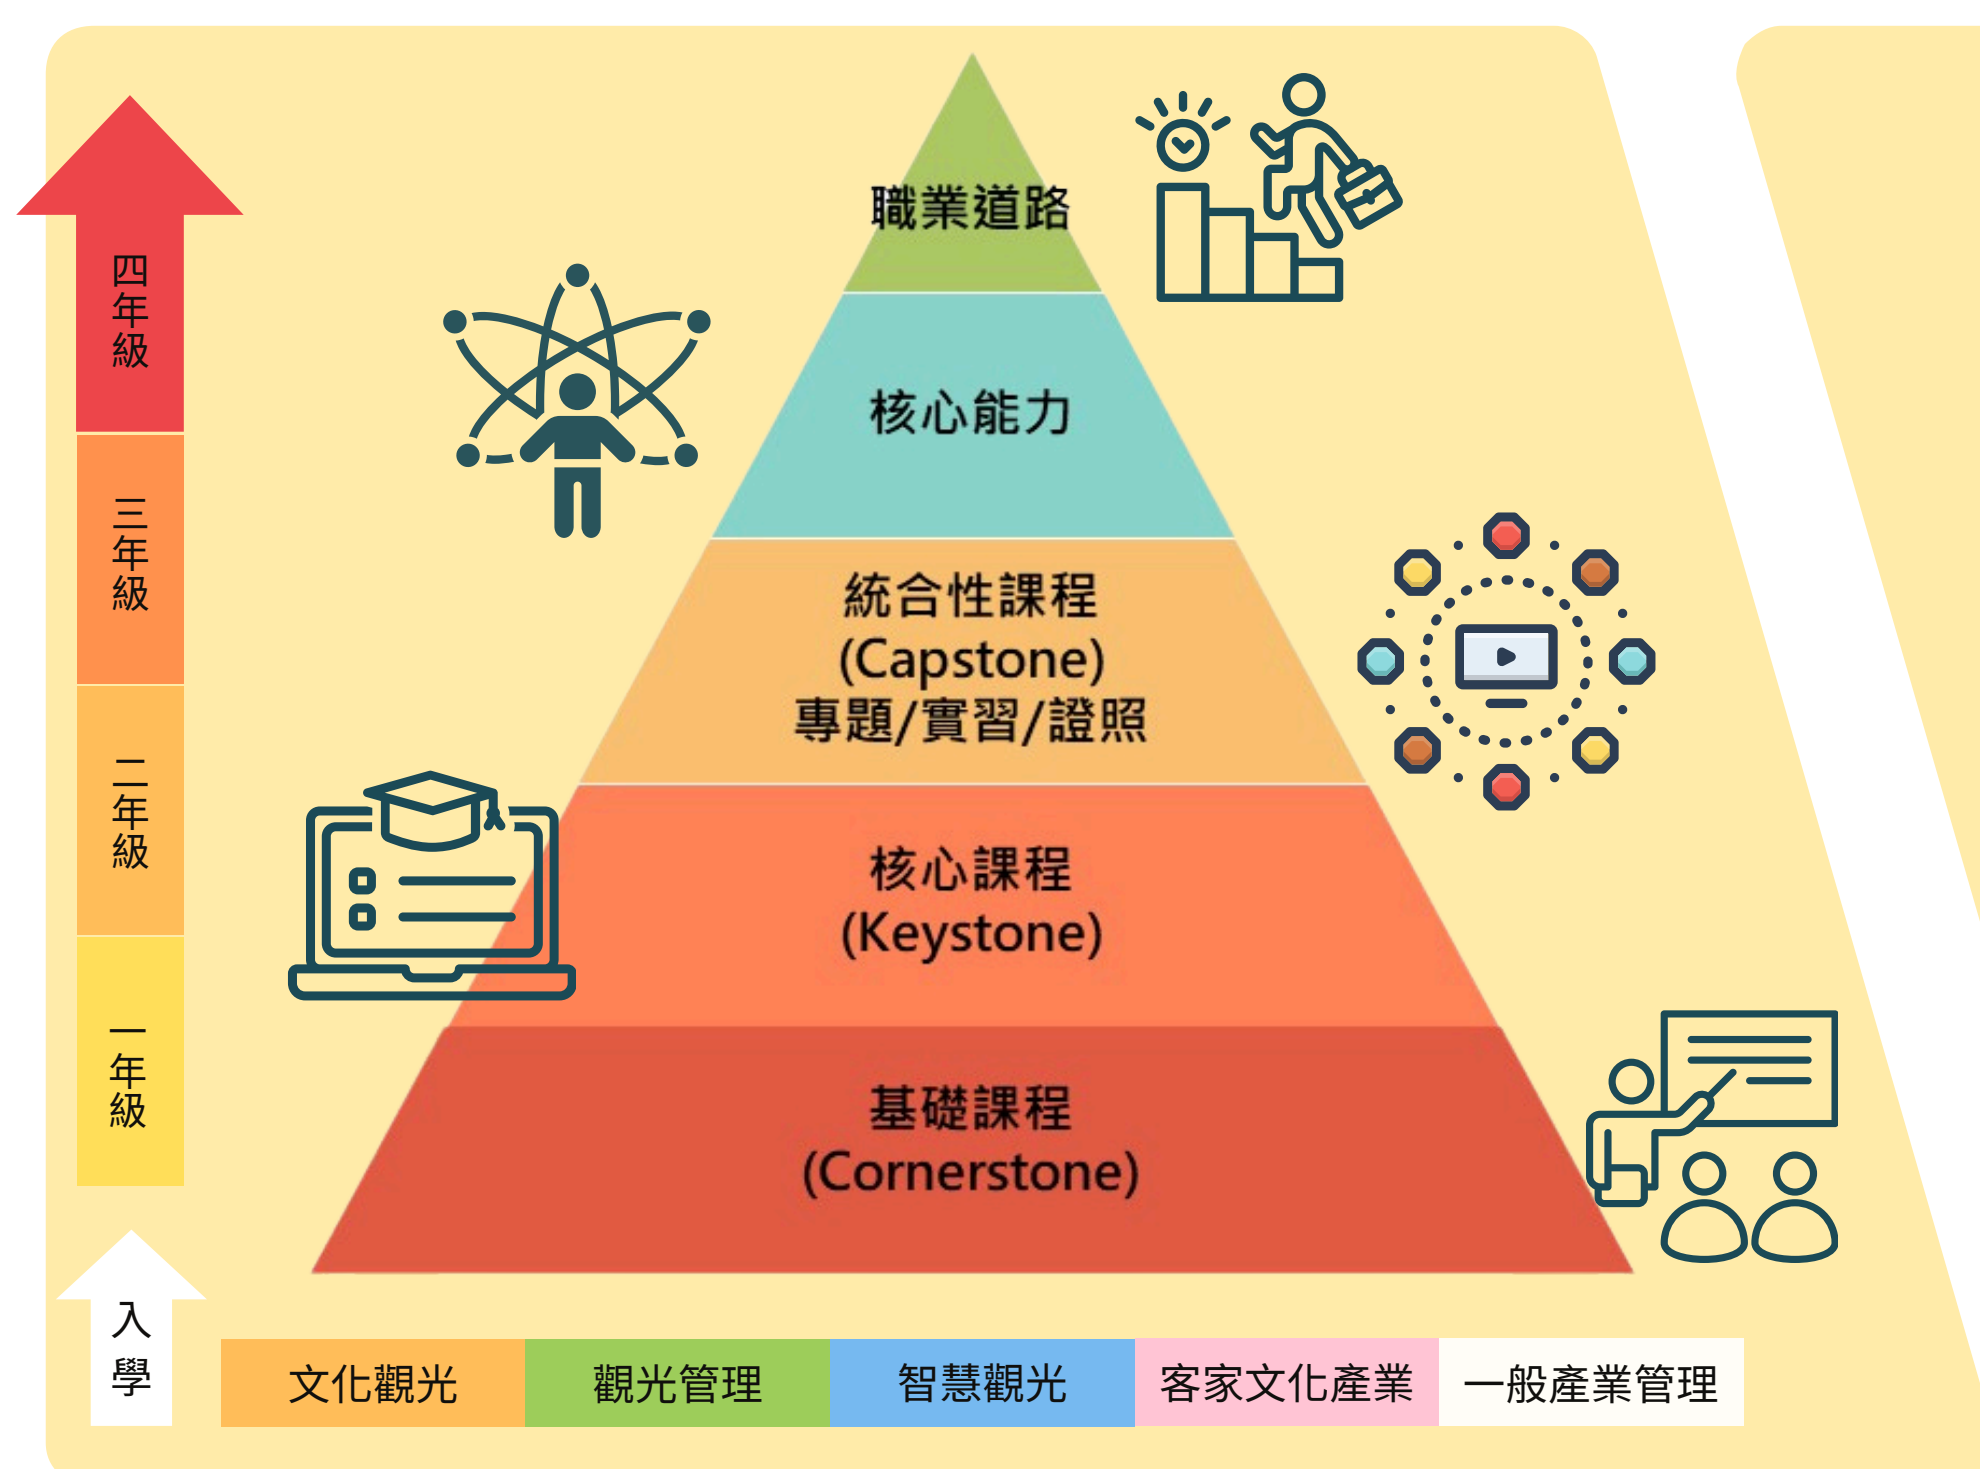 職業道路
核心能力
統合性課程
(Capstone)
專題/實習/證照
核心課程
(Keystone)
基礎課程
(Cornerstone)
四年級
三年級
二年級
一年級
入學
文化觀光
觀光管理
智慧觀光
客家文化產業
一般產業管理